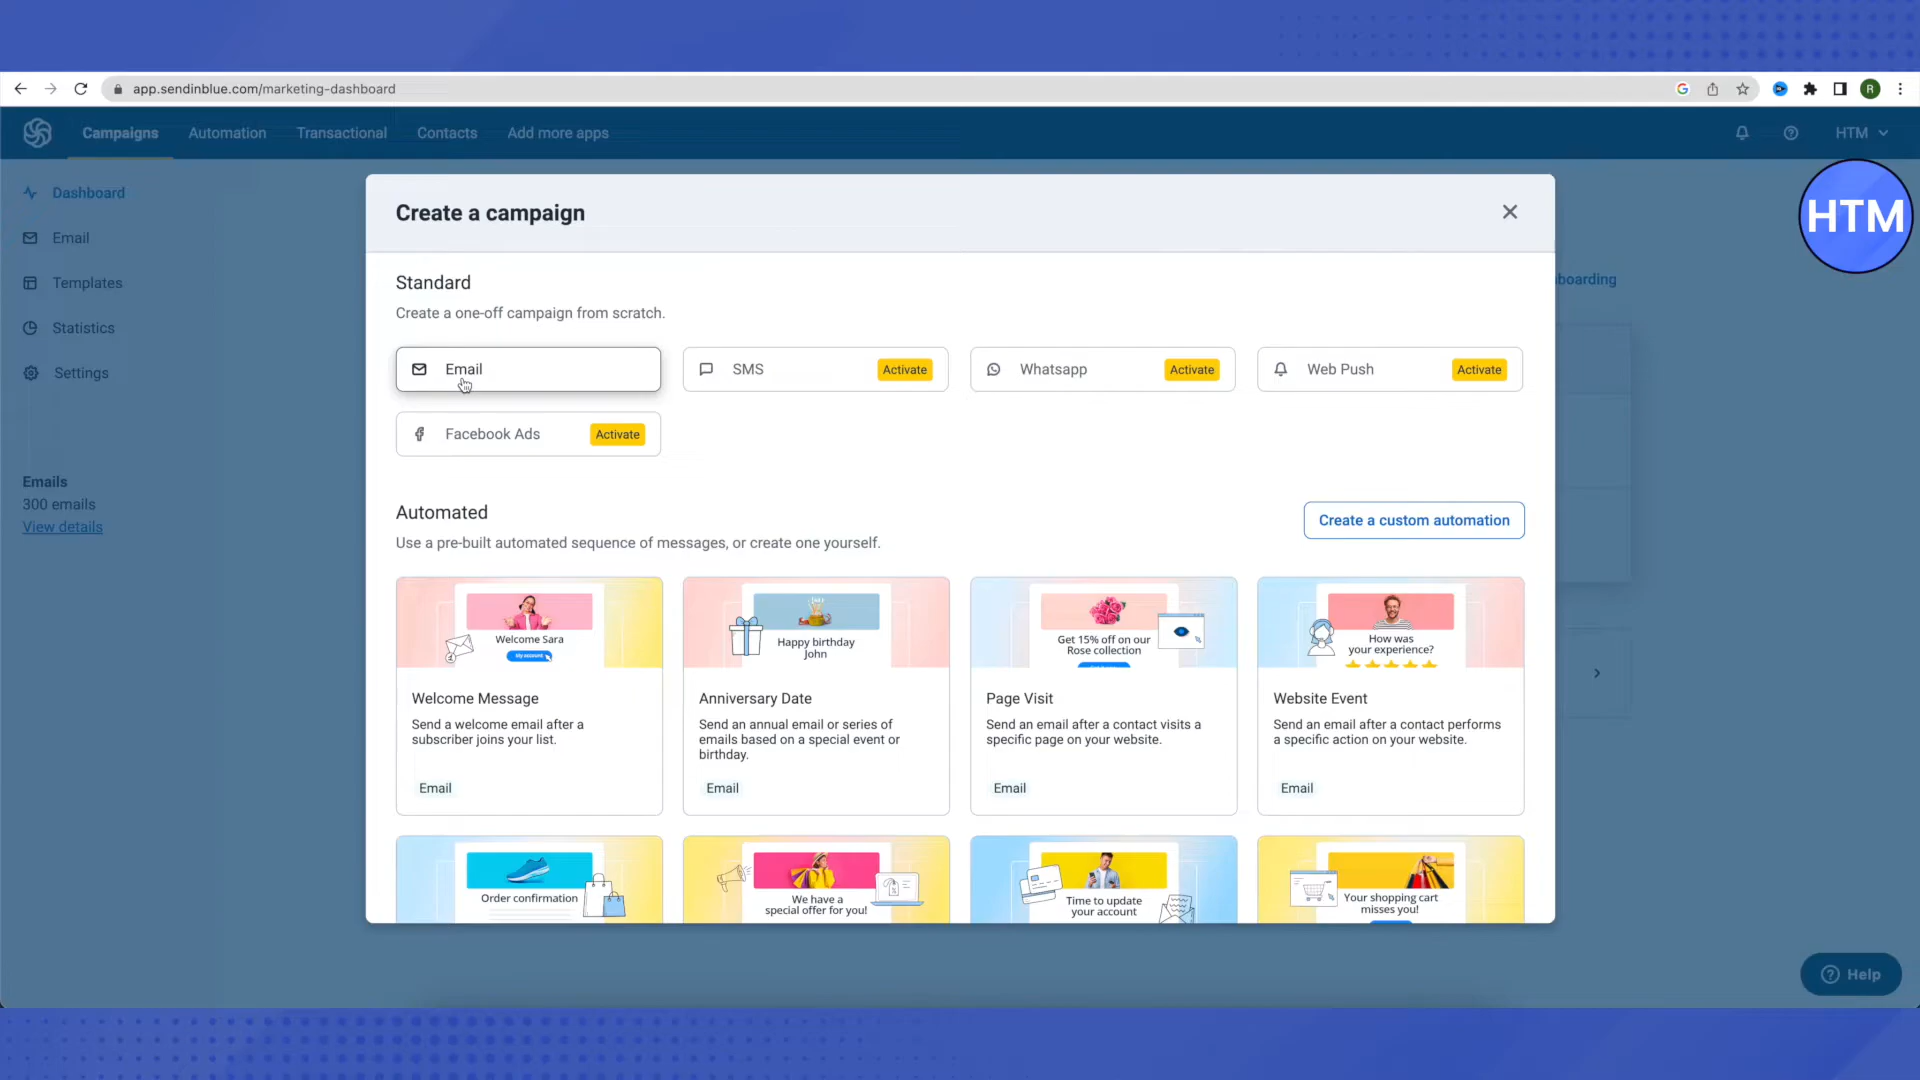 app.sendinblue.com/marketing-dashboard
R
Campaigns
Automation
Transactional
Contacts
Add more apps
HTM
HTM
Dashboard
Email
Templates
Statistics
Settings
Emails
300 emails
View details
boarding
Create a campaign
Standard
Create a one-off campaign from scratch.
Email
SMS
Activate
Whatsapp
Activate
Web Push
Activate
Facebook Ads
Activate
Automated
Use a pre-built automated sequence of messages, or create one yourself.
Create a custom automation
Welcome Sara
My account
Welcome Message
Send a welcome email after a
subscriber joins your list.
Email
Happy birthday
John
Anniversary Date
Send an annual email or series of
emails based on a special event or
birthday.
Email
Get 15% off on our
Rose collection
Page Visit
Send an email after a contact visits a
specific page on your website.
Email
How was
your experience?
Website Event
Send an email after a contact performs
a specific action on your website.
Email
Order confirmation
We have a
special offer for you!
Time to update
your account
Your shopping cart
misses you!
Help